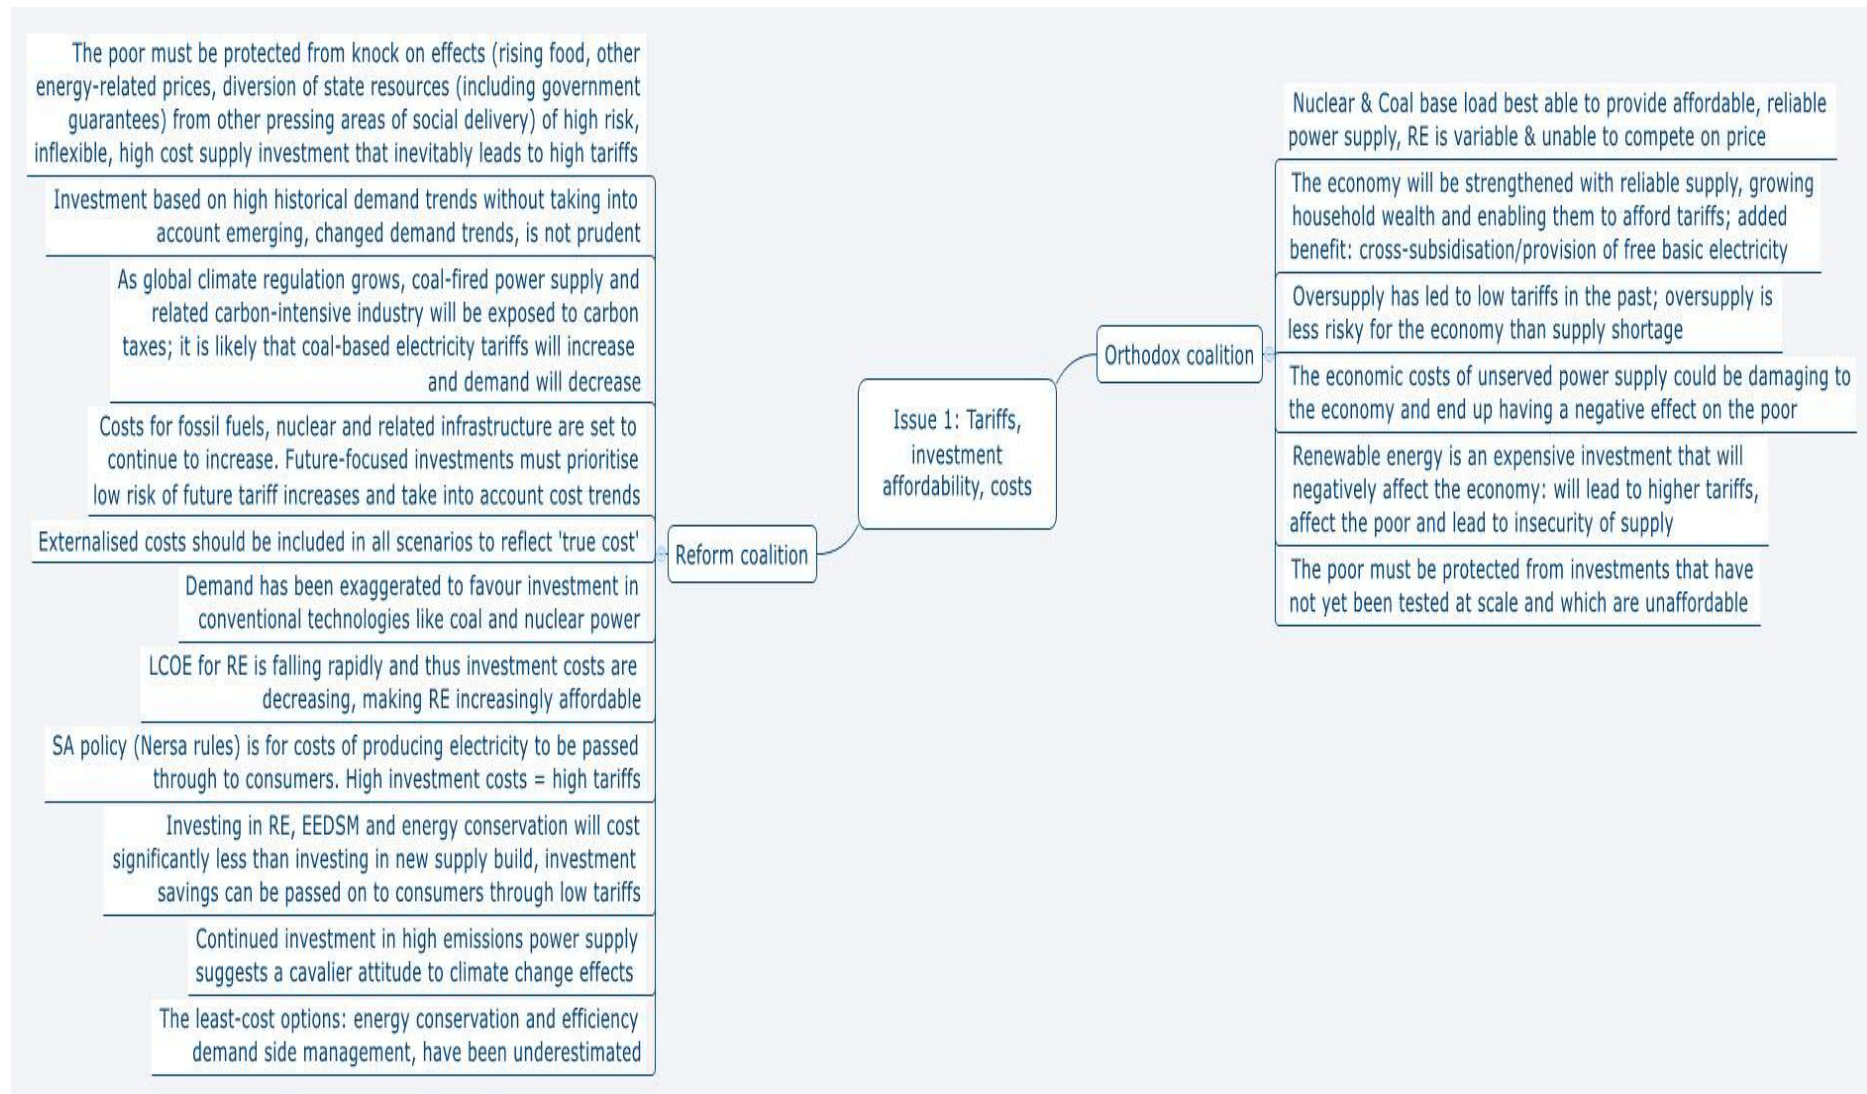 The poor must be protected from knock on effects (rising food, other
energy-related prices, diversion of state resources (including government
guarantees) from other pressing areas of social delivery) of high risk,
inflexible, high cost supply investment that inevitably leads to high tariffs
Investment based on high historical demand trends without taking into
account emerging, changed demand trends, is not prudent
As global climate regulation grows, coal-fired power supply and
related carbon-intensive industry will be exposed to carbon
taxes; it is likely that coal-based electricity tariffs will increase
and demand will decrease
Costs for fossil fuels, nuclear and related infrastructure are set to
continue to increase. Future-focused investments must prioritise
low risk of future tariff increases and take into account cost trends
Externalised costs should be included in all scenarios to reflect 'true cost'
Demand has been exaggerated to favour investment in
conventional technologies like coal and nuclear power
LCOE for RE is falling rapidly and thus investment costs are
decreasing, making RE increasingly affordable
SA policy (Nersa rules) is for costs of producing electricity to be passed
through to consumers. High investment costs = high tariffs
Investing in RE, EEDSM and energy conservation will cost
significantly less than investing in new supply build, investment
savings can be passed on to consumers through low tariffs
Continued investment in high emissions power supply
suggests a cavalier attitude to climate change effects
The least-cost options: energy conservation and efficiency
demand side management, have been underestimated
Reform coalition
Issue 1: Tariffs,
investment
affordability, costs
Orthodox coalition
Nuclear & Coal base load best able to provide affordable, reliable
power supply, RE is variable & unable to compete on price
The economy will be strengthened with reliable supply, growing
household wealth and enabling them to afford tariffs; added
benefit: cross-subsidisation/provision of free basic electricity
Oversupply has led to low tariffs in the past; oversupply is
less risky for the economy than supply shortage
The economic costs of unserved power supply could be damaging to
the economy and end up having a negative effect on the poor
Renewable energy is an expensive investment that will
negatively affect the economy: will lead to higher tariffs,
affect the poor and lead to insecurity of supply
The poor must be protected from investments that have
not yet been tested at scale and which are unaffordable